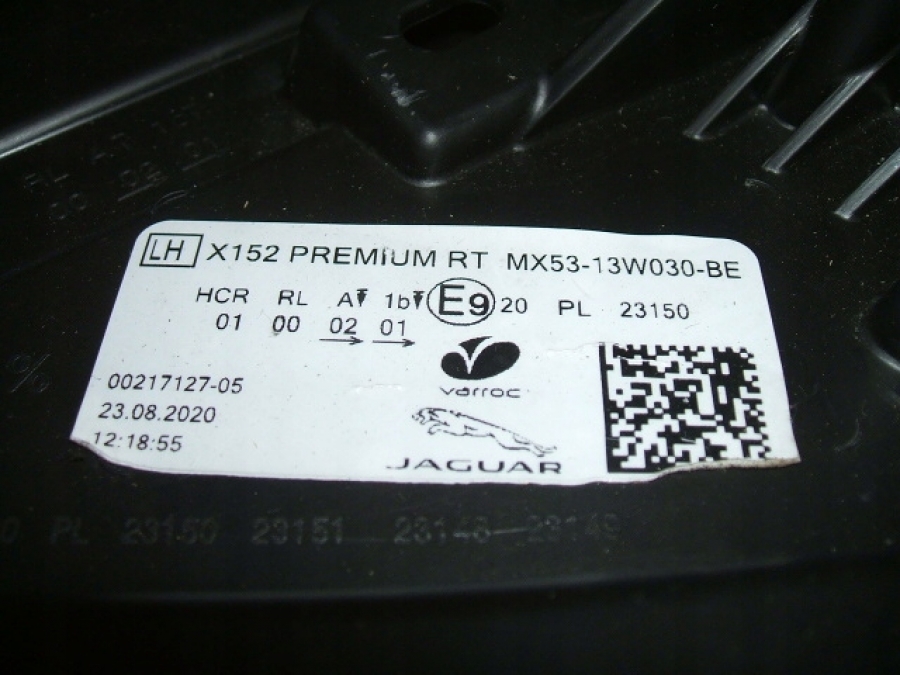 LH X152 PREMIUM RT MX53-13W030-BE
HCR RL A 1b E9 20 PL 23150
01 00 02 01
varroc
00217127-05
23.08.2020
12:18:55
JAGUAR
PL 23150 23151 23148-23149